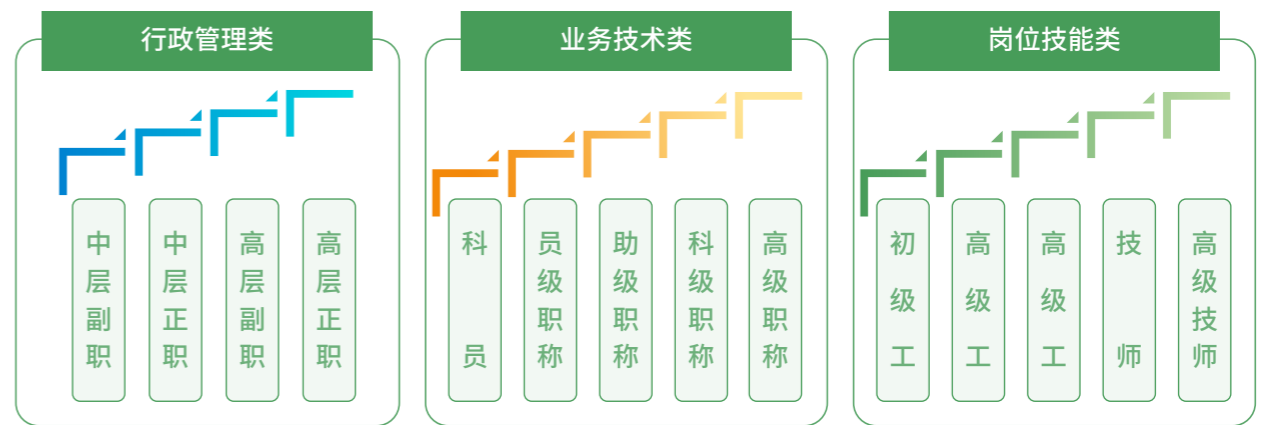 行政管理类
中层副职
中层正职
高层副职
高层正职
业务技术类
科员
员级职称
助级职称
科级职称
高级职称
岗位技能类
初级工
高级工
高级工
技师
高级技师